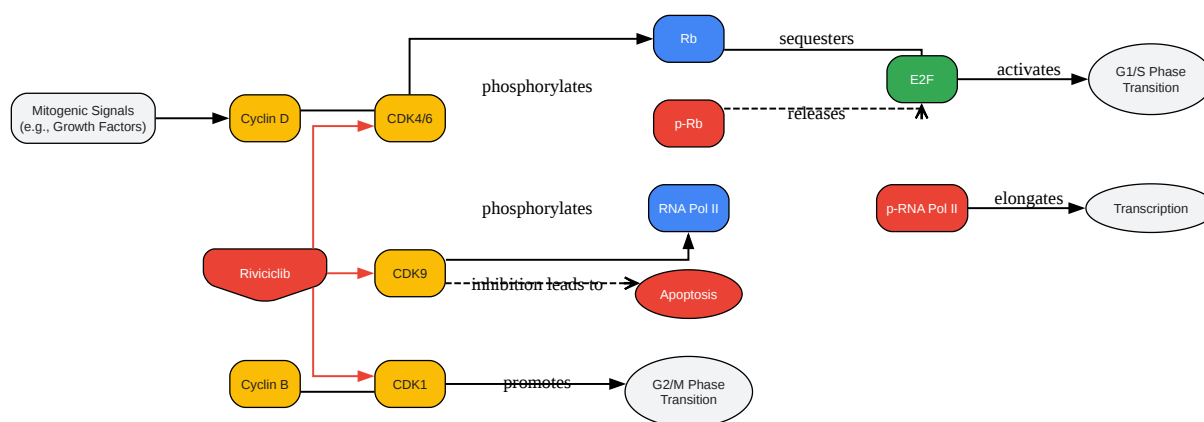 Rb
sequesters
E2F
activates
G1/S Phase
Transition
phosphorylates
Mitogenic Signals
(e.g., Growth Factors)
Cyclin D
CDK4/6
p-Rb
releases
phosphorylates
RNA Pol II
p-RNA Pol II
elongates
Transcription
Riviciclib
CDK9
inhibition leads to
Apoptosis
Cyclin B
CDK1
promotes
G2/M Phase
Transition